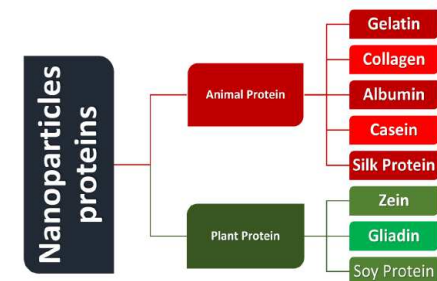 Nanoparticles
proteins
Animal Protein
Gelatin
Collagen
Albumin
Casein
Silk Protein
Plant Protein
Zein
Gliadin
Soy Protein